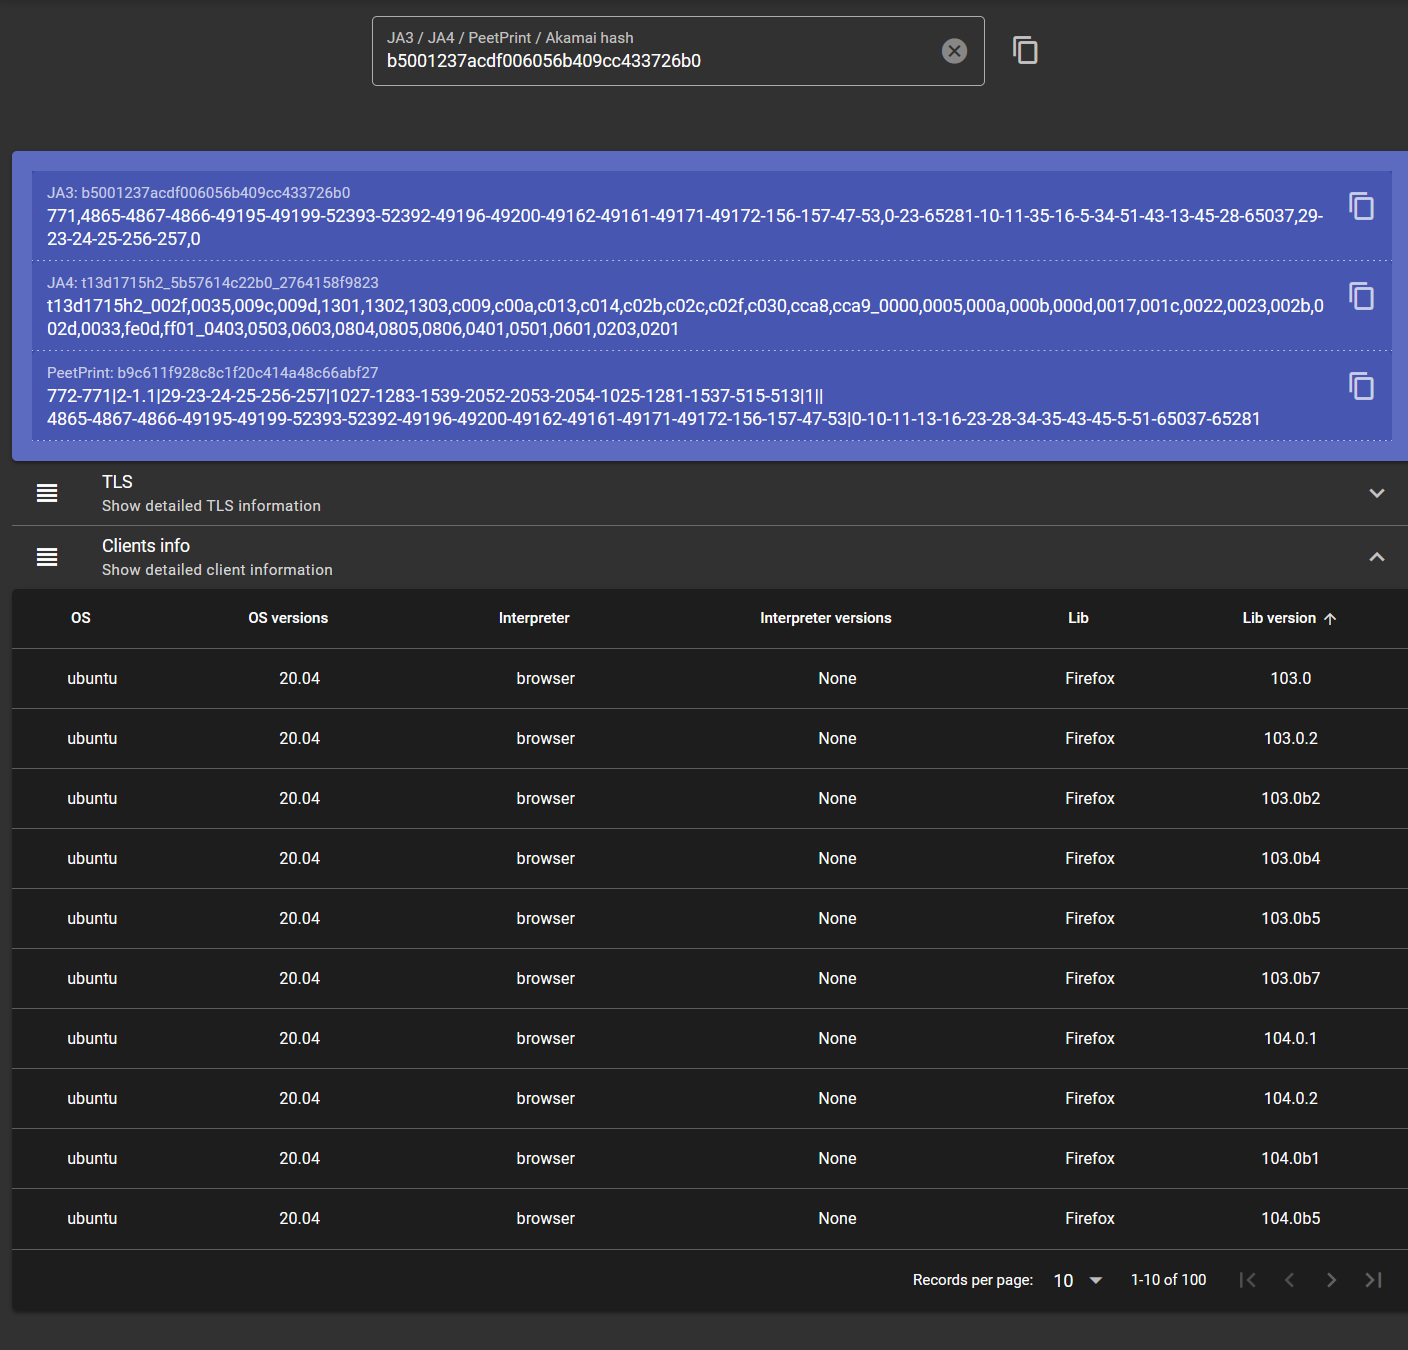 JA3 / JA4 / PeetPrint / Akamai hash
b5001237acdf006056b409cc433726b0
JA3: b5001237acdf006056b409cc433726b0
771,4865-4867-4866-49195-49199-52393-52392-49196-49200-49162-49161-49171-49172-156-157-47-53,0-23-65281-10-11-35-16-5-34-51-43-13-45-28-65037,29-
23-24-25-256-257,0
JA4: t13d1715h2_5b57614c22b0_2764158f9823
t13d1715h2_002f,0035,009c,009d,1301,1302,1303,c009,c00a,c013,c014,c02b,c02c,c02f,c030,cca8,cca9_0000,0005,000a,000b,000d,0017,001c,0022,0023,002b,0
02d,0033,fe0d,ff01_0403,0503,0603,0804,0805,0806,0401,0501,0601,0203,0201
PeetPrint: b9c611f928c8c1f20c414a48c66abf27
772-771|2-1.1|29-23-24-25-256-257|1027-1283-1539-2052-2053-2054-1025-1281-1537-515-513|1||
4865-4867-4866-49195-49199-52393-52392-49196-49200-49162-49161-49171-49172-156-157-47-53|0-10-11-13-16-23-28-34-35-43-45-5-51-65037-65281
TLS
Show detailed TLS information
Clients info
Show detailed client information
OS OS versions Interpreter Interpreter versions Lib Lib version
ubuntu 20.04 browser None Firefox 103.0
ubuntu 20.04 browser None Firefox 103.0.2
ubuntu 20.04 browser None Firefox 103.0b2
ubuntu 20.04 browser None Firefox 103.0b4
ubuntu 20.04 browser None Firefox 103.0b5
ubuntu 20.04 browser None Firefox 103.0b7
ubuntu 20.04 browser None Firefox 104.0.1
ubuntu 20.04 browser None Firefox 104.0.2
ubuntu 20.04 browser None Firefox 104.0b1
ubuntu 20.04 browser None Firefox 104.0b5
Records per page: 10 1-10 of 100